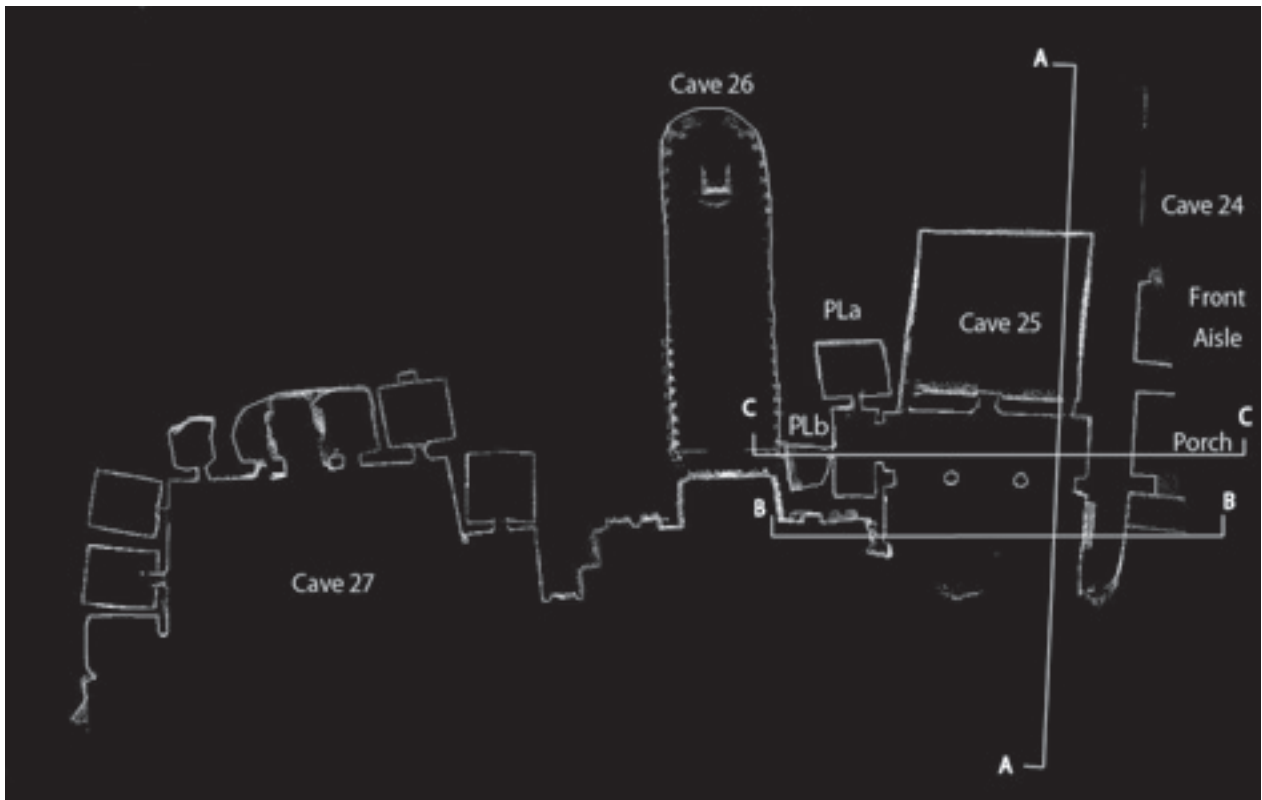 A
Cave 26
Cave 24
Front
Aisle
PLa
Cave 25
C
C
PLb
Porch
B
B
Cave 27
A